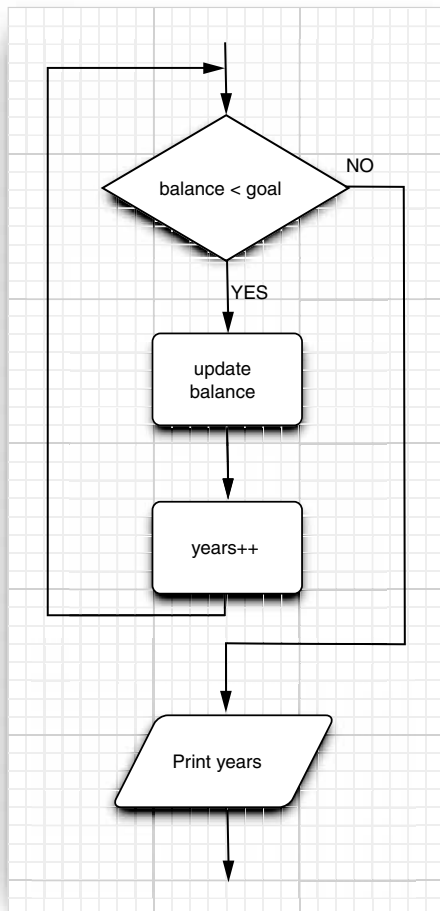 balance < goal
NO
YES
update
balance
years++
Print years